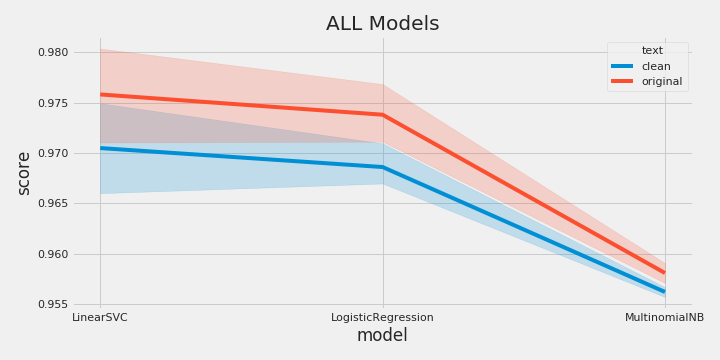 ALL Models
text
clean
original
0.980
0.975
0.970
0.965
0.960
0.955
score
LinearSVC
LogisticRegression
MultinomialNB
model